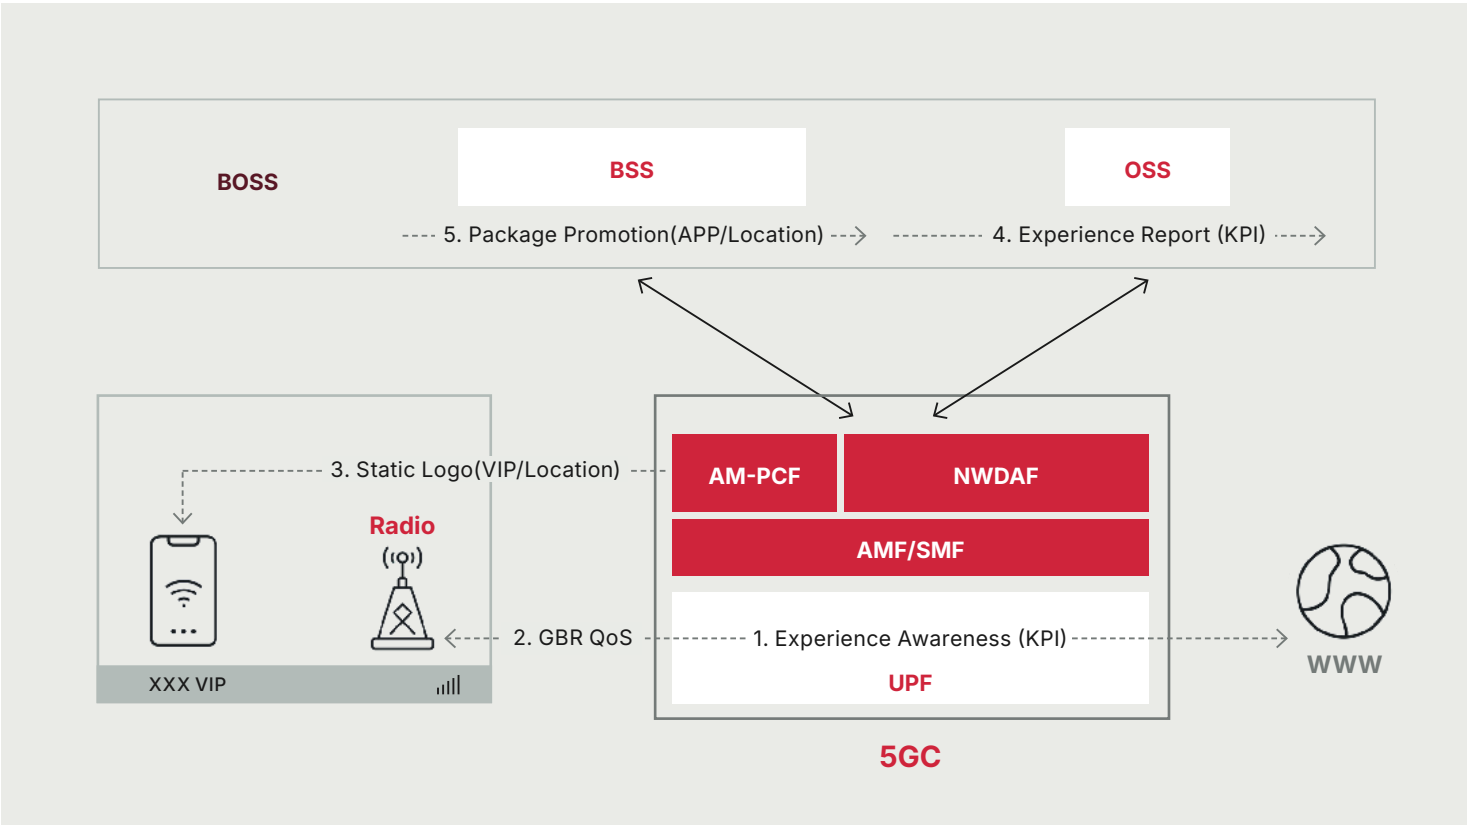 BOSS
BSS
OSS
5. Package Promotion(APP/Location)
4. Experience Report (KPI)
3. Static Logo(VIP/Location)
AM-PCF
NWDAF
Radio
AMF/SMF
2. GBR QoS
1. Experience Awareness (KPI)
WWW
XXX VIP
UPF
5GC